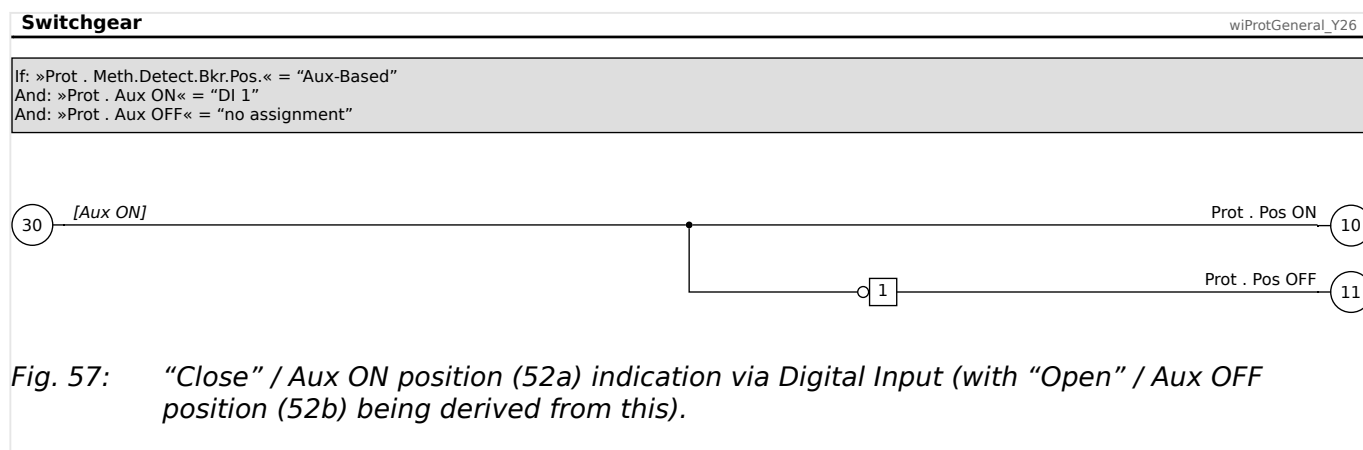 Switchgear
wiProtGeneral_Y26
If: »Prot . Meth.Detect.Bkr.Pos.« = “Aux-Based”
And: »Prot . Aux ON« = “DI 1”
And: »Prot . Aux OFF« = “no assignment”
30
[Aux ON]
Prot . Pos ON
10
1
Prot . Pos OFF
11
Fig. 57: “Close” / Aux ON position (52a) indication via Digital Input (with “Open” / Aux OFF
position (52b) being derived from this).